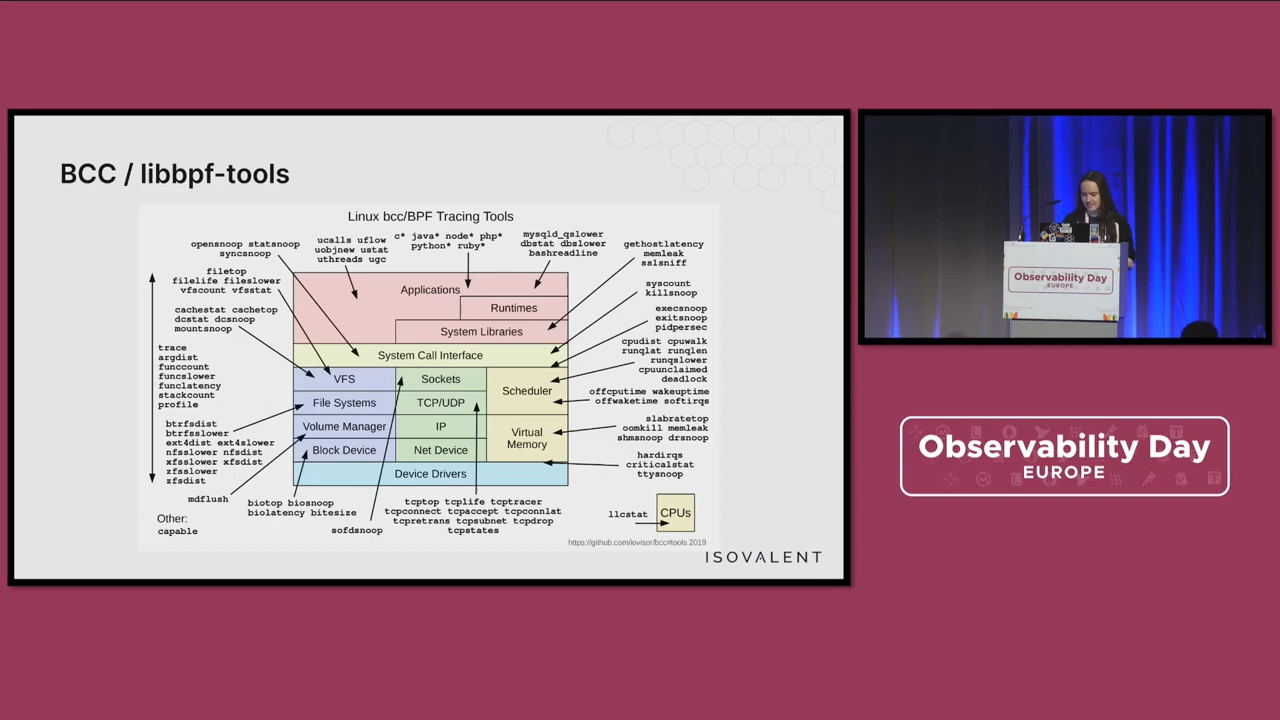 BCC / libbpf-tools
Linux bcc/BPF Tracing Tools
opensnoop statsnoop
syncsnoop
ucalls uflow
uobjnew ustat
uthreads ugc
c* java* node* php*
python* ruby*
mysqld_qslower
dbstat dbslower
bashreadline
gethostlatency
memleak
sslsniff
filetop
filelife fileslower
vfscount vfsstat
syscount
killsnoop
cachestat cachetop
dcstat dcsnoop
mountsnoop
execsnoop
exitsnoop
pidpersec
trace
argdist
funccount
funcslower
funclatency
stackcount
profile
cpudist cpuwalk
runqlat runqlen
runqslower
cpuunclaimed
deadlock
offcputime wakeuptime
offwaketime softirqs
btrfsdist
btrfsslower
ext4dist ext4slower
nfsslower nfsdist
xfsslower xfsdist
zfsslower
zfsdist
slabratetop
oomkill memleak
shmsnoop drsnoop
hardirqs
criticalstat
ttysnoop
Applications
Runtimes
System Libraries
System Call Interface
VFS
Sockets
Scheduler
File Systems
TCP/UDP
Volume Manager
IP
Virtual
Memory
Block Device
Net Device
Device Drivers
mdflush
biotop biosnoop
biolatency bitesize
sofdsnoop
tcptop tcplife tcptracer
tcpconnect tcpaccept tcpconnlat
tcpretrans tcpsubnet tcpdrop
tcpstates
llcstat
CPUs
Other:
capable
https://github.com/iovisor/bcc#tools 2019
ISOVALENT
Observability Day
EUROPE
Observability Day
EUROPE